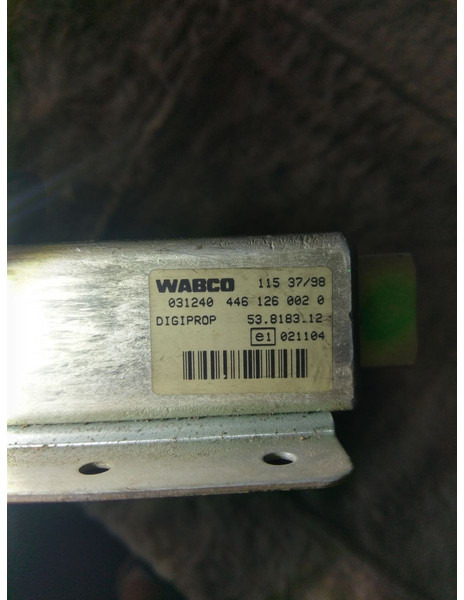 WABCO 115 37/98
031240 446 126 002 0
DIGIPROP 53.8183.12
e1 021104